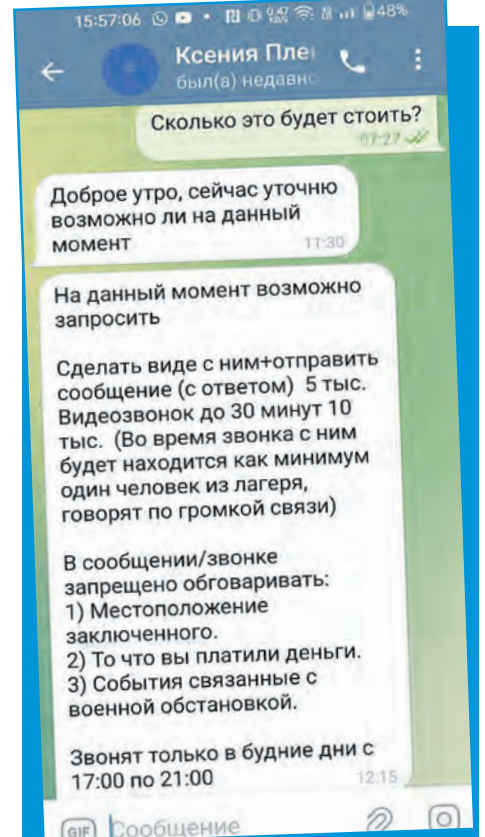 15:57:06 48%
Ксения Пле
был(а) недавно
Сколько это будет стоить?
07:27
Доброе утро, сейчас уточню
возможно ли на данный
момент 11:30
На данный момент возможно
запросить
Сделать виде с ним+отправить
сообщение (с ответом) 5 тыс.
Видеозвонок до 30 минут 10
тыс. (Во время звонка с ним
будет находится как минимум
один человек из лагеря,
говорят по громкой связи)
В сообщении/звонке
запрещено обговаривать:
1) Местоположение
заключенного.
2) То что вы платили деньги.
3) События связанные с
военной обстановкой.
Звонят только в будние дни с
17:00 по 21:00 12:15
GIF Сообщение